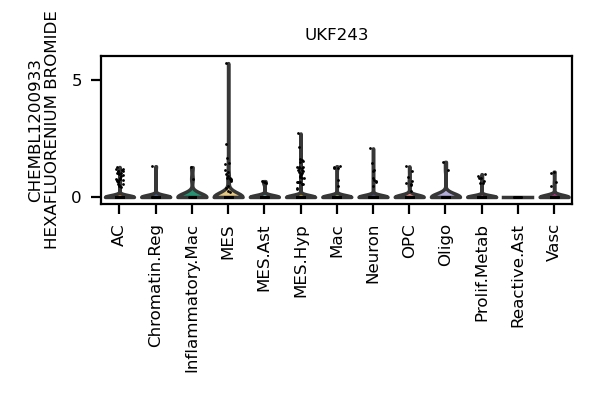 UKF243
CHEMBL1200933
HEXAFLUORENIUM BROMIDE
5
0
AC
Chromatin.Reg
Inflammatory.Mac
MES
MES.Ast
MES.Hyp
Mac
Neuron
OPC
Oligo
Prolif.Metab
Reactive.Ast
Vasc